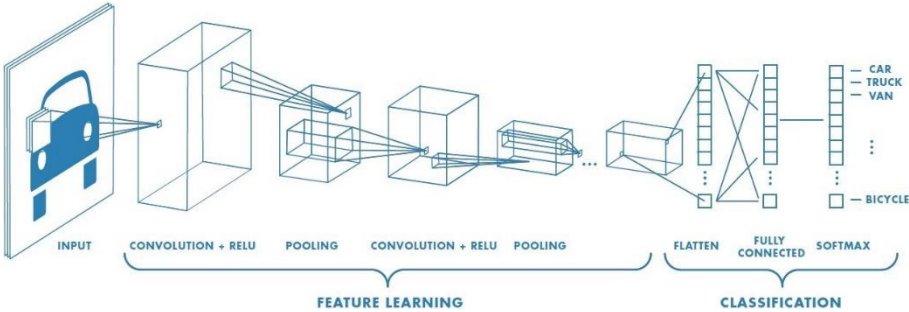 CAR
TRUCK
VAN
BICYCLE
INPUT
CONVOLUTION + RELU
POOLING
CONVOLUTION + RELU
POOLING
FLATTEN
FULLY
CONNECTED
SOFTMAX
FEATURE LEARNING
CLASSIFICATION